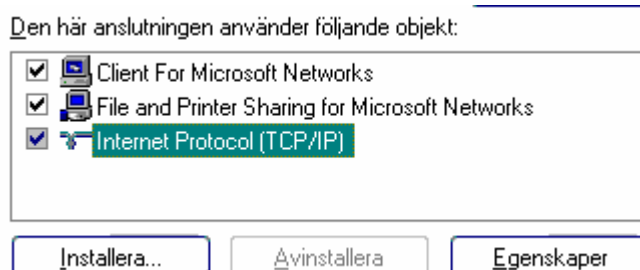 Den här anslutningen använder följande objekt:
Client For Microsoft Networks
File and Printer Sharing for Microsoft Networks
Internet Protocol (TCP/IP)
Installera... Avinstallera Egenskaper